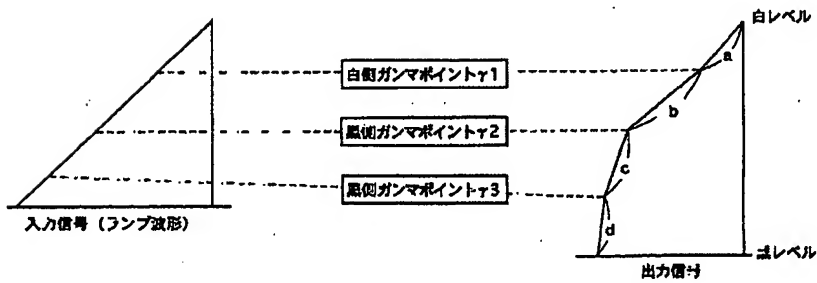 白レベル
白側ガンマポイントγ1
a
b
黒側ガンマポイントγ2
c
黒側ガンマポイントγ3
d
入力信号 (ランプ波形)
黒レベル
出力信号